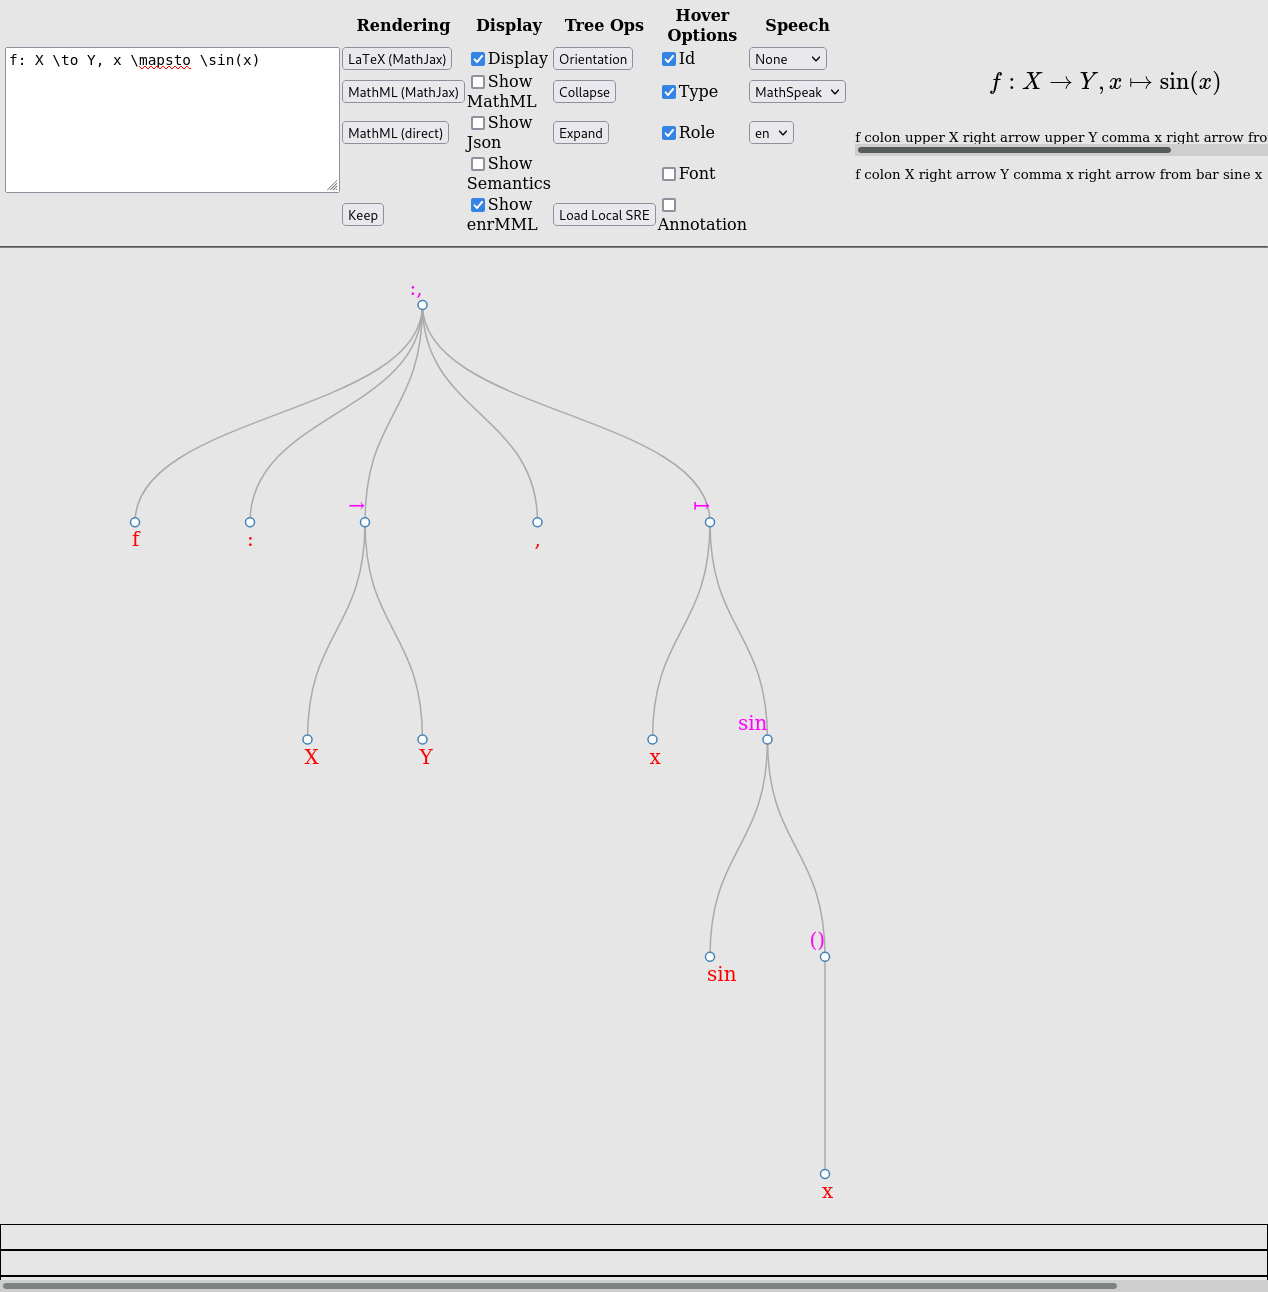 Rendering Display Tree Ops Hover Options Speech
f: X \to Y, x \mapsto \sin(x)
LaTeX (MathJax) Display Orientation Id None
MathML (MathJax) Show MathML Collapse Type MathSpeak
MathML (direct) Show Json Expand Role en
Show Semantics Font
Keep Show enrMML Load Local SRE Annotation
f : X → Y, x ↦ sin(x)
f colon upper X right arrow upper Y comma x right arrow fro
f colon X right arrow Y comma x right arrow from bar sine x
:,
→ ↦
f : , 
sin
X Y x
()
sin
x